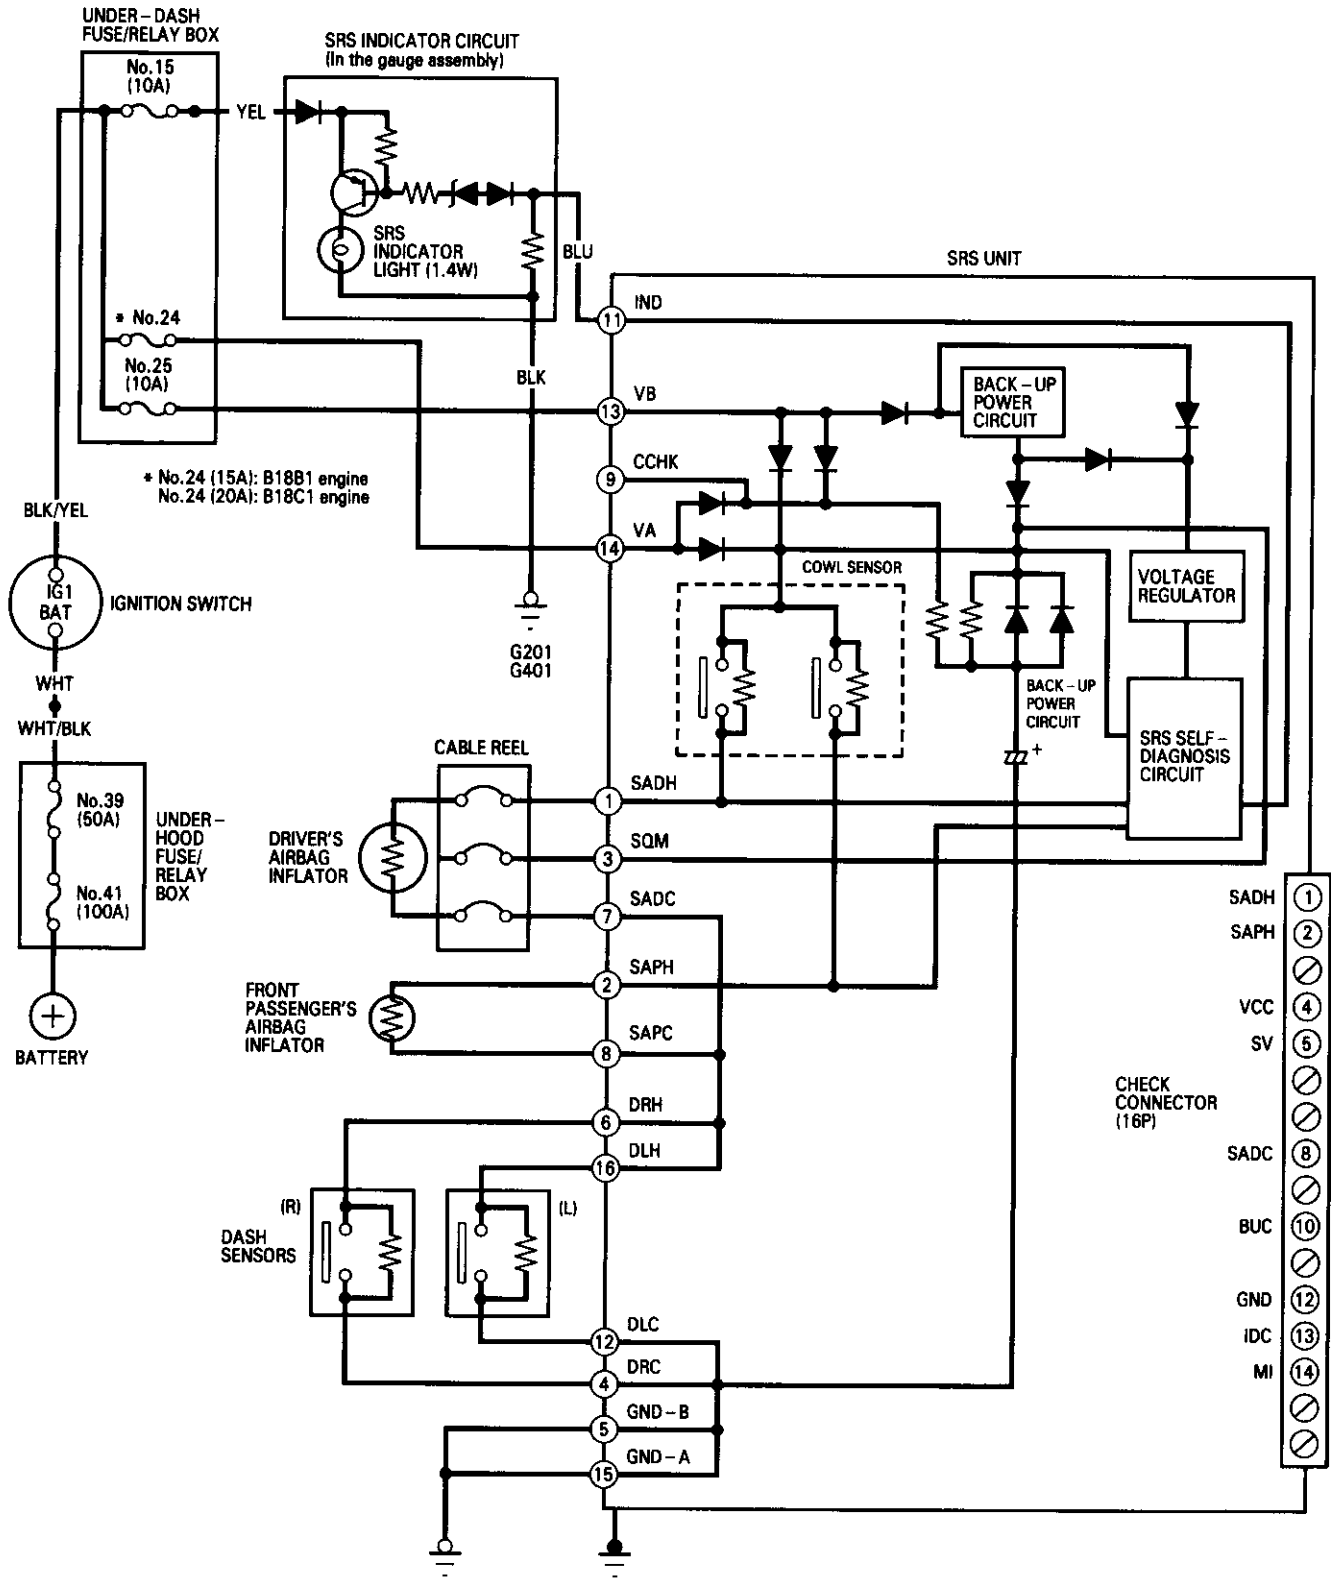 UNDER-DASH
FUSE/RELAY BOX
No.15
(10A)
YEL
SRS INDICATOR CIRCUIT
(In the gauge assembly)
SRS
INDICATOR
LIGHT (1.4W)
BLU
* No.24
No.25
(10A)
BLK
* No.24 (15A): B18B1 engine
No.24 (20A): B18C1 engine
BLK/YEL
IG1
BAT
IGNITION SWITCH
WHT
WHT/BLK
No.39
(50A)
No.41
(100A)
UNDER-
HOOD
FUSE/
RELAY
BOX
+
BATTERY
G201
G401
SRS UNIT
11 IND
13 VB
9 CCHK
14 VA
BACK-UP
POWER
CIRCUIT
COWL SENSOR
VOLTAGE
REGULATOR
BACK-UP
POWER
CIRCUIT
+
SRS SELF-
DIAGNOSIS
CIRCUIT
CABLE REEL
DRIVER'S
AIRBAG
INFLATOR
1 SADH
3 SQM
7 SADC
FRONT
PASSENGER'S
AIRBAG
INFLATOR
2 SAPH
8 SAPC
6 DRH
16 DLH
(R)
(L)
DASH
SENSORS
12 DLC
4 DRC
5 GND-B
15 GND-A
CHECK
CONNECTOR
(16P)
SADH 1
SAPH 2
VCC 4
SV 5
SADC 8
BUC 10
GND 12
IDC 13
MI 14